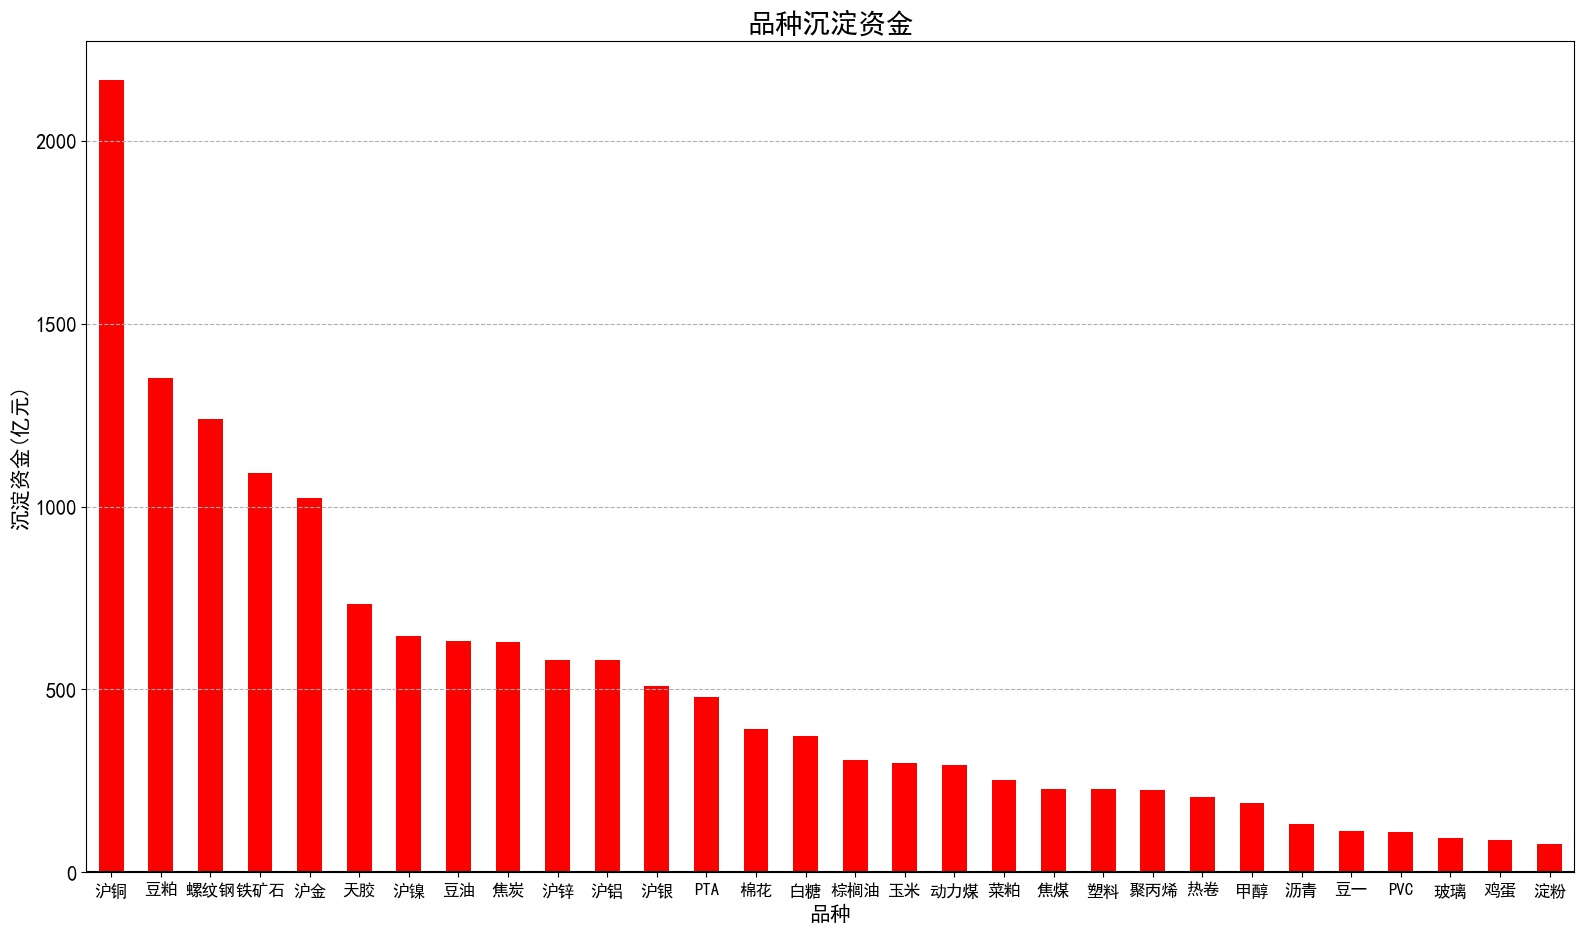 品种沉淀资金
沉淀资金(亿元)
2000
1500
1000
500
0
沪铜 豆粕 螺纹钢 铁矿石 沪金 天胶 沪镍 豆油 焦炭 沪锌 沪铝 沪银 PTA 棉花 白糖 棕榈油 玉米 动力煤 菜粕 焦煤 塑料 聚丙烯 热卷 甲醇 沥青 豆一 PVC 玻璃 鸡蛋 淀粉
品种